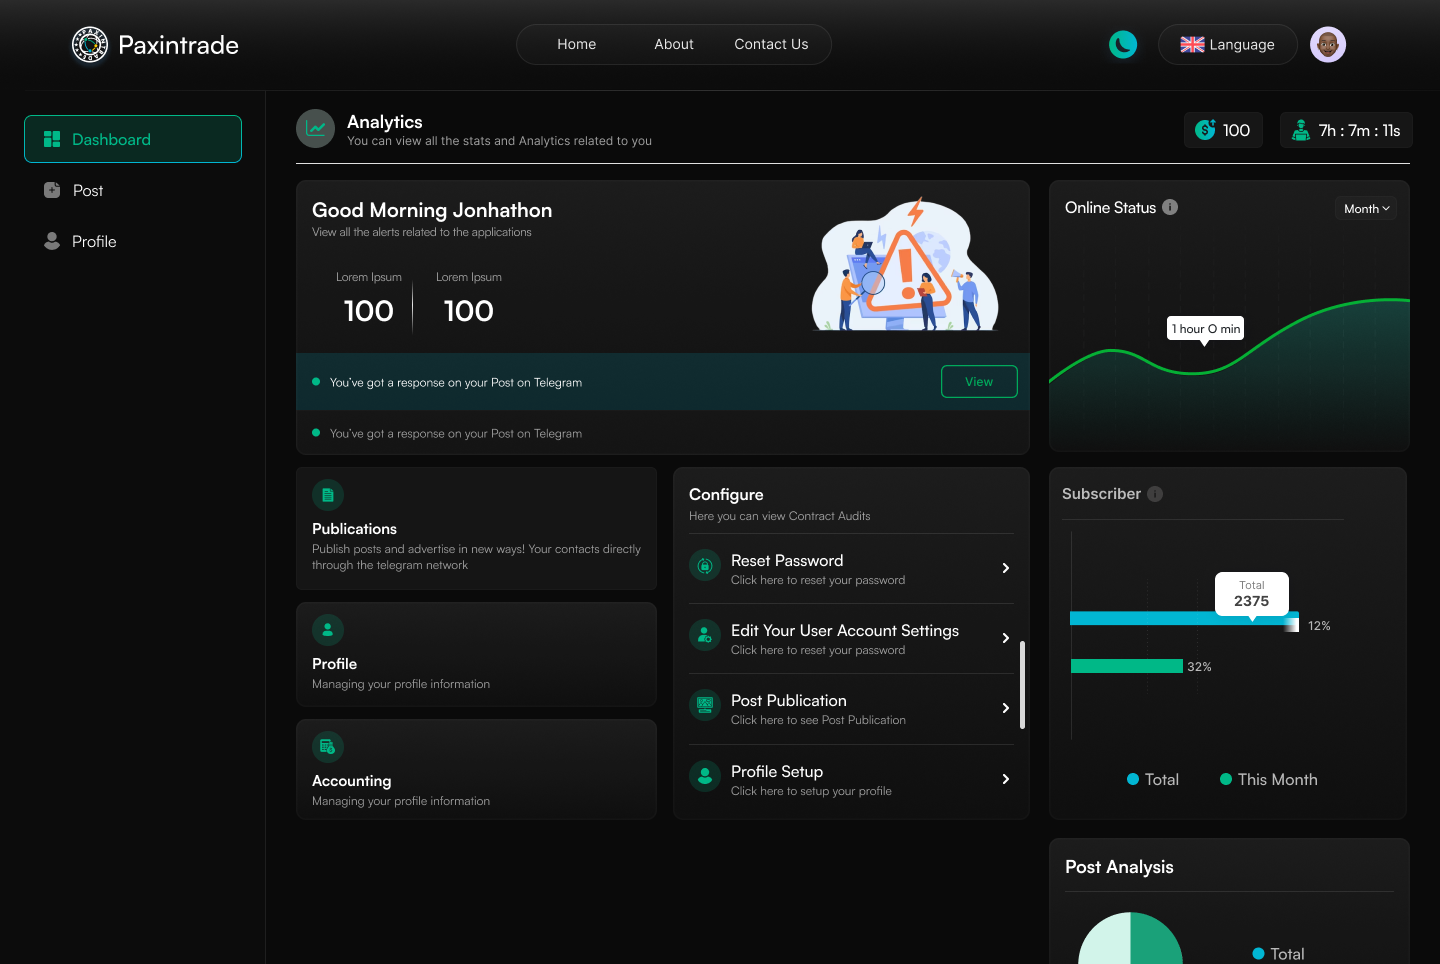 Paxintrade
Home
About
Contact Us
Language
Dashboard
Post
Profile
Analytics
You can view all the stats and Analytics related to you
100
7h : 7m : 11s
Good Morning Jonhathon
View all the alerts related to the applications
Lorem Ipsum
100
Lorem Ipsum
100
You've got a response on your Post on Telegram
View
You've got a response on your Post on Telegram
Online Status
Month
1 hour O min
Publications
Publish posts and advertise in new ways! Your contacts directly
through the telegram network
Profile
Managing your profile information
Accounting
Managing your profile information
Configure
Here you can view Contract Audits
Reset Password
Click here to reset your password
Edit Your User Account Settings
Click here to reset your password
Post Publication
Click here to see Post Publication
Profile Setup
Click here to setup your profile
Subscriber
Total
2375
12%
32%
Total
This Month
Post Analysis
Total